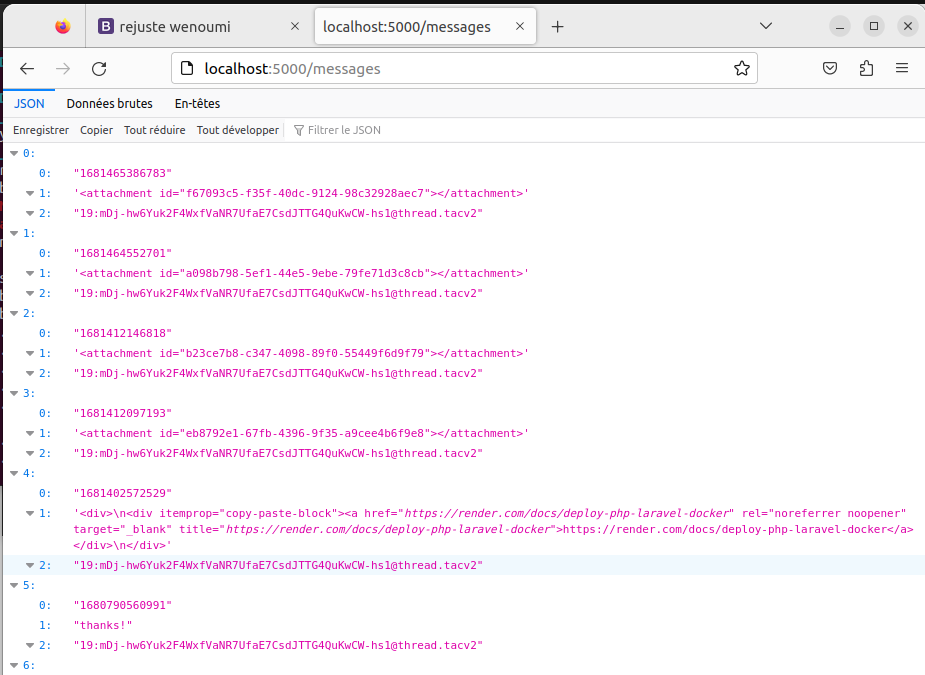 B rejuste wenoumi
localhost:5000/messages
localhost:5000/messages
JSON Données brutes En-têtes
Enregistrer Copier Tout réduire Tout développer Filtrer le JSON
0:
0: "1681465386783"
1: '<attachment id="f67093c5-f35f-40dc-9124-98c32928aec7"></attachment>'
2: "19:mDj-hw6Yuk2F4WxfVaNR7UfaE7CsdJTTG4QuKwCW-hs1@thread.tacv2"
1:
0: "1681464552701"
1: '<attachment id="a098b798-5ef1-44e5-9ebe-79fe71d3c8cb"></attachment>'
2: "19:mDj-hw6Yuk2F4WxfVaNR7UfaE7CsdJTTG4QuKwCW-hs1@thread.tacv2"
2:
0: "1681412146818"
1: '<attachment id="b23ce7b8-c347-4098-89f0-55449f6d9f79"></attachment>'
2: "19:mDj-hw6Yuk2F4WxfVaNR7UfaE7CsdJTTG4QuKwCW-hs1@thread.tacv2"
3:
0: "1681412097193"
1: '<attachment id="eb8792e1-67fb-4396-9f35-a9cee4b6f9e8"></attachment>'
2: "19:mDj-hw6Yuk2F4WxfVaNR7UfaE7CsdJTTG4QuKwCW-hs1@thread.tacv2"
4:
0: "1681402572529"
1: '<div>\n<div itemprop="copy-paste-block"><a href="https://render.com/docs/deploy-php-laravel-docker" rel="noreferrer noopener"
target="_blank" title="https://render.com/docs/deploy-php-laravel-docker">https://render.com/docs/deploy-php-laravel-docker</a>
</div>\n</div>'
2: "19:mDj-hw6Yuk2F4WxfVaNR7UfaE7CsdJTTG4QuKwCW-hs1@thread.tacv2"
5:
0: "1680790560991"
1: "thanks!"
2: "19:mDj-hw6Yuk2F4WxfVaNR7UfaE7CsdJTTG4QuKwCW-hs1@thread.tacv2"
6: